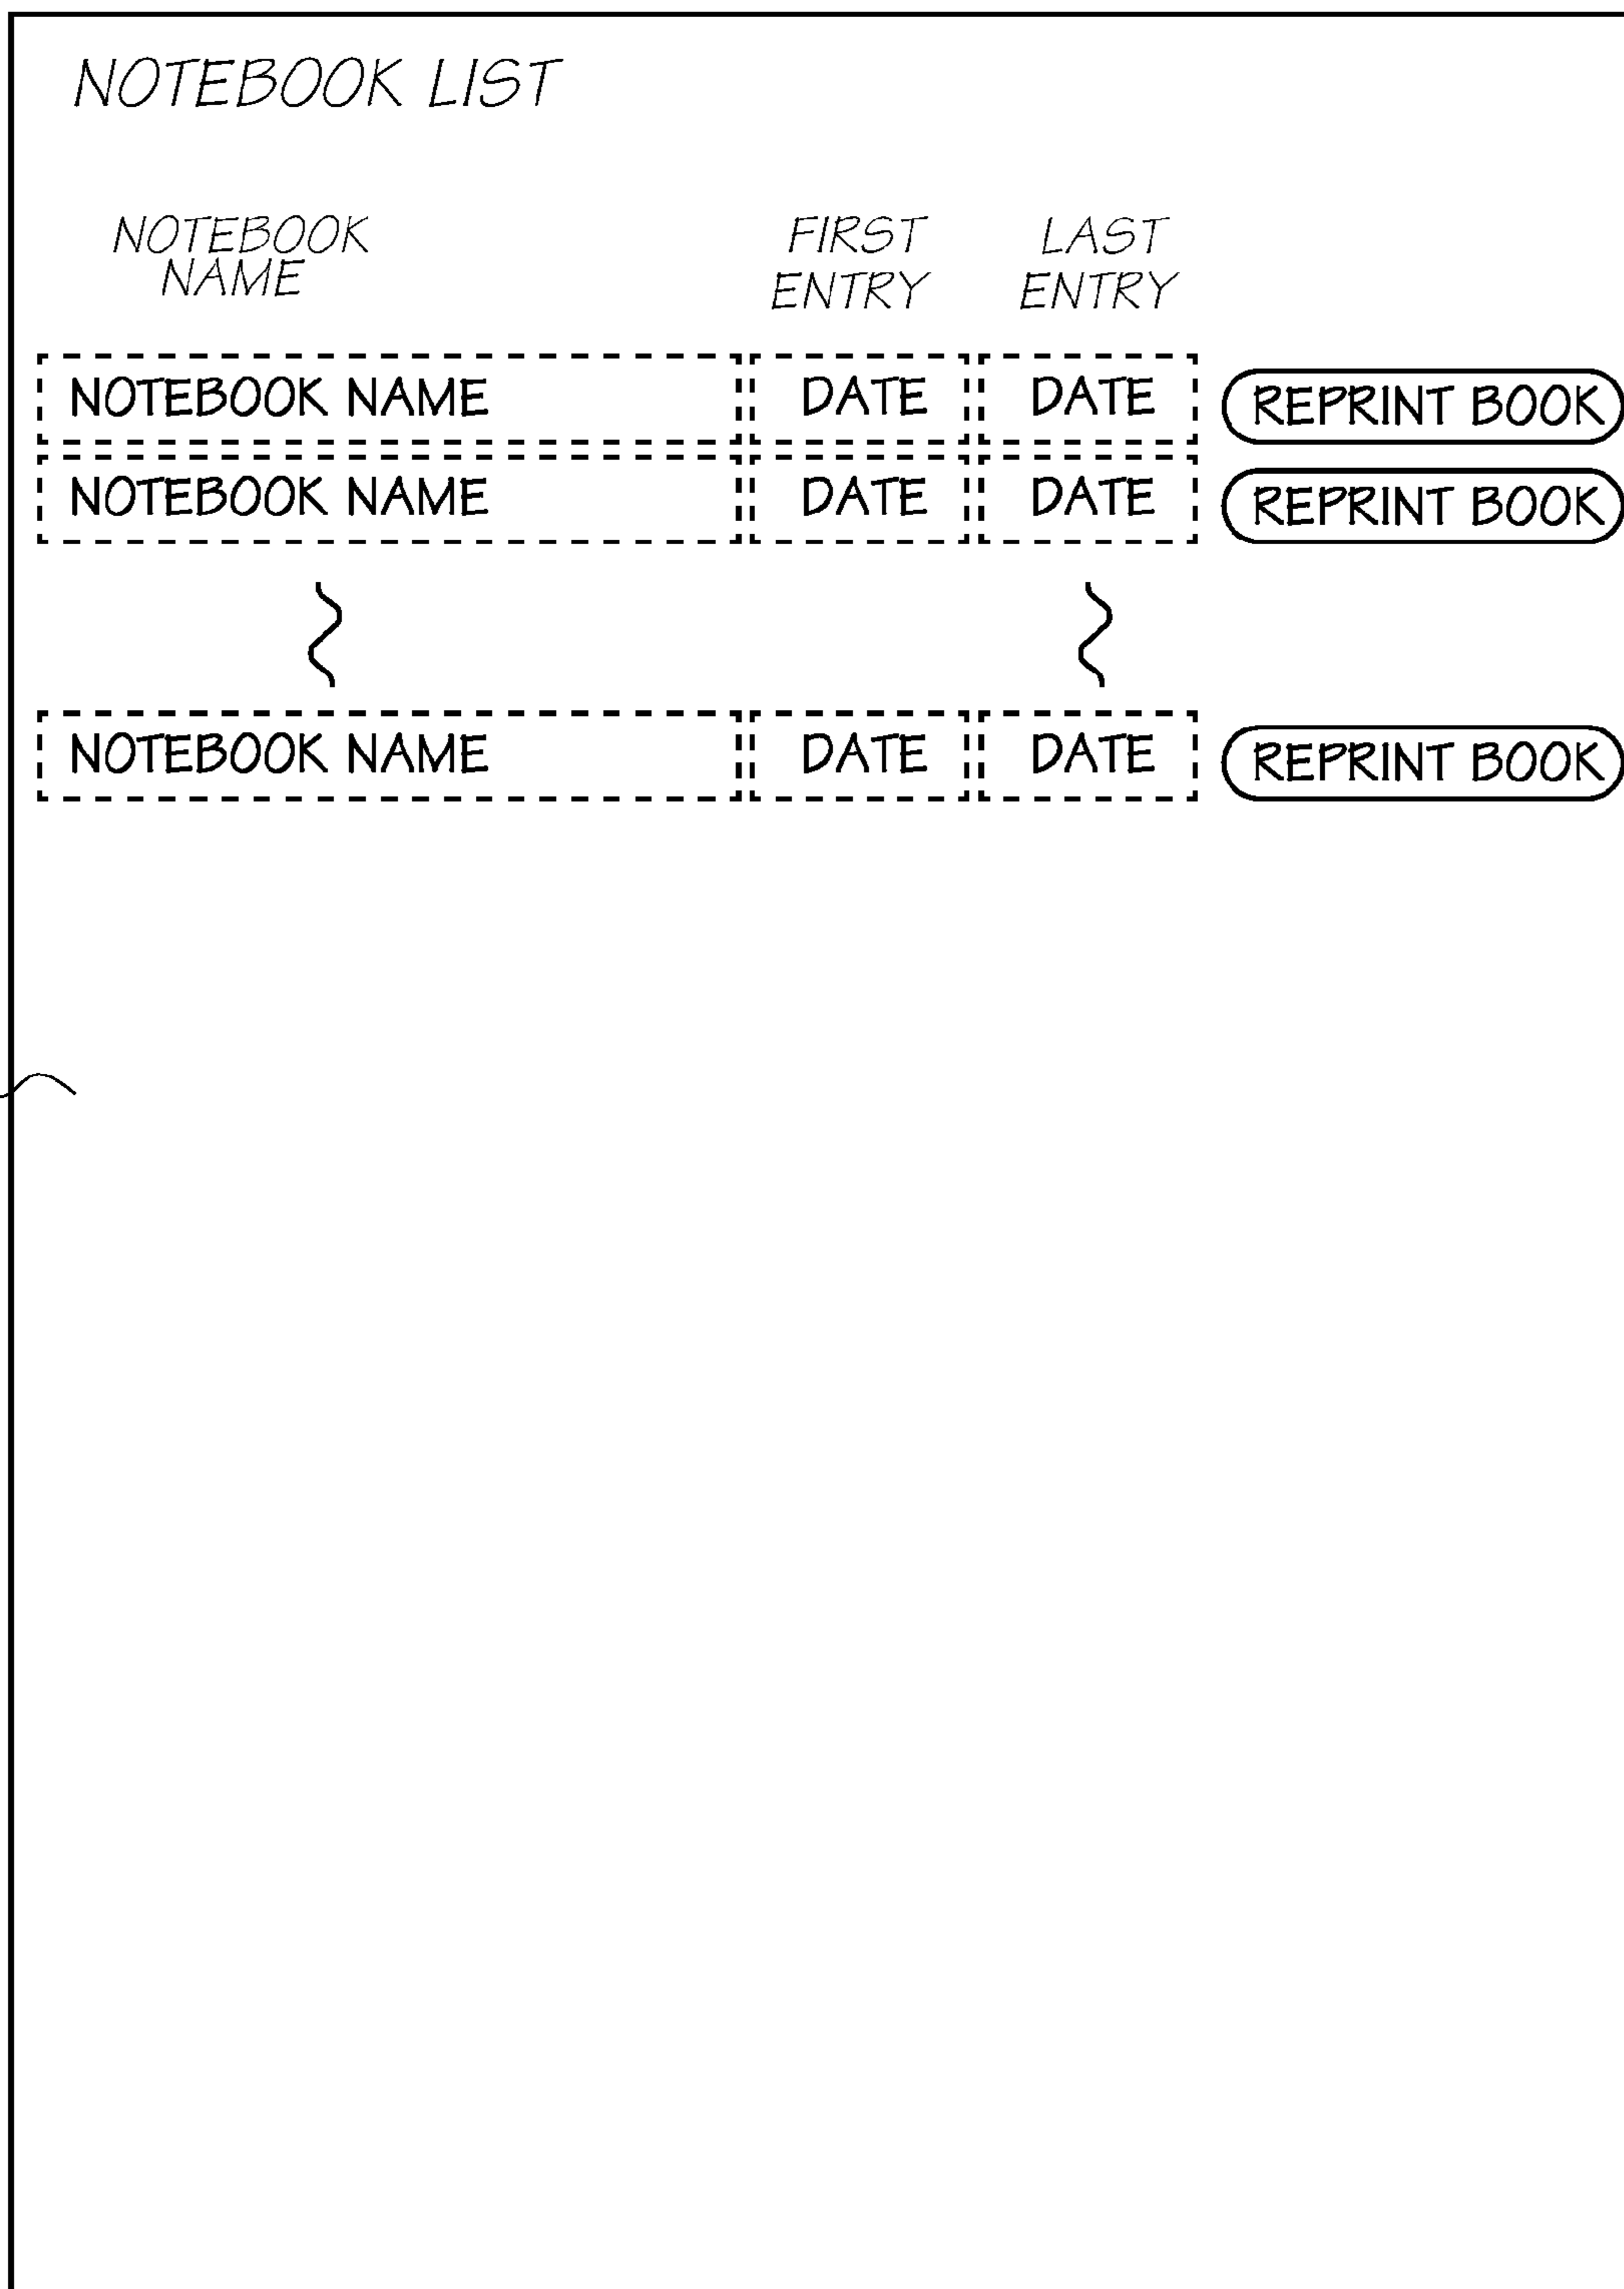 NOTEBOOK LIST
NOTEBOOK
NAME
FIRST
ENTRY
LAST
ENTRY
NOTEBOOK NAME DATE DATE REPRINT BOOK
NOTEBOOK NAME DATE DATE REPRINT BOOK
NOTEBOOK NAME DATE DATE REPRINT BOOK